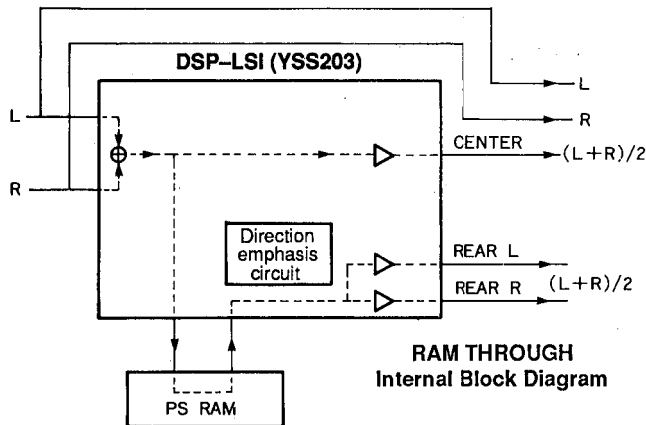 DSP–LSI (YSS203)
L
L
R
CENTER
(L+R)/2
R
Direction
emphasis
circuit
REAR L
REAR R
(L+R)/2
RAM THROUGH
Internal Block Diagram
PS RAM